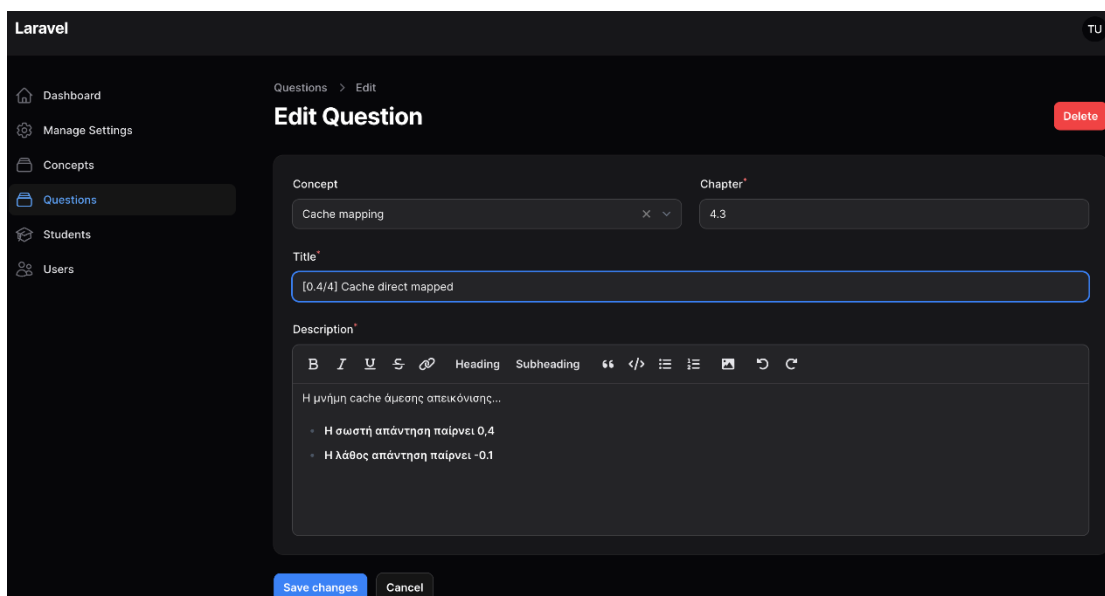 Laravel
TU
Dashboard
Manage Settings
Concepts
Questions
Students
Users
Questions > Edit
Edit Question
Delete
Concept
Cache mapping
Chapter*
4.3
Title*
[0.4/4] Cache direct mapped
Description*
B I U S Heading Subheading
Η μνήμη cache άμεσης απεικόνισης...
Η σωστή απάντηση παίρνει 0,4
Η λάθος απάντηση παίρνει -0.1
Save changes
Cancel